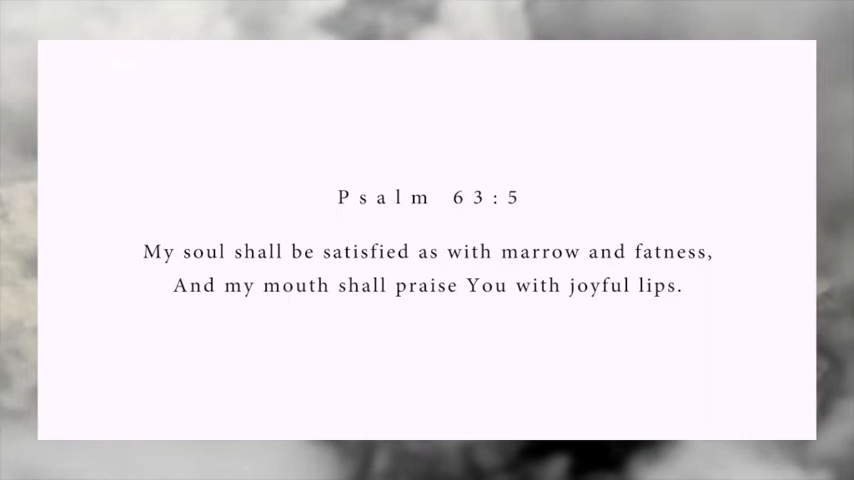 Psalm 63:5
My soul shall be satisfied as with marrow and fatness,
And my mouth shall praise You with joyful lips.